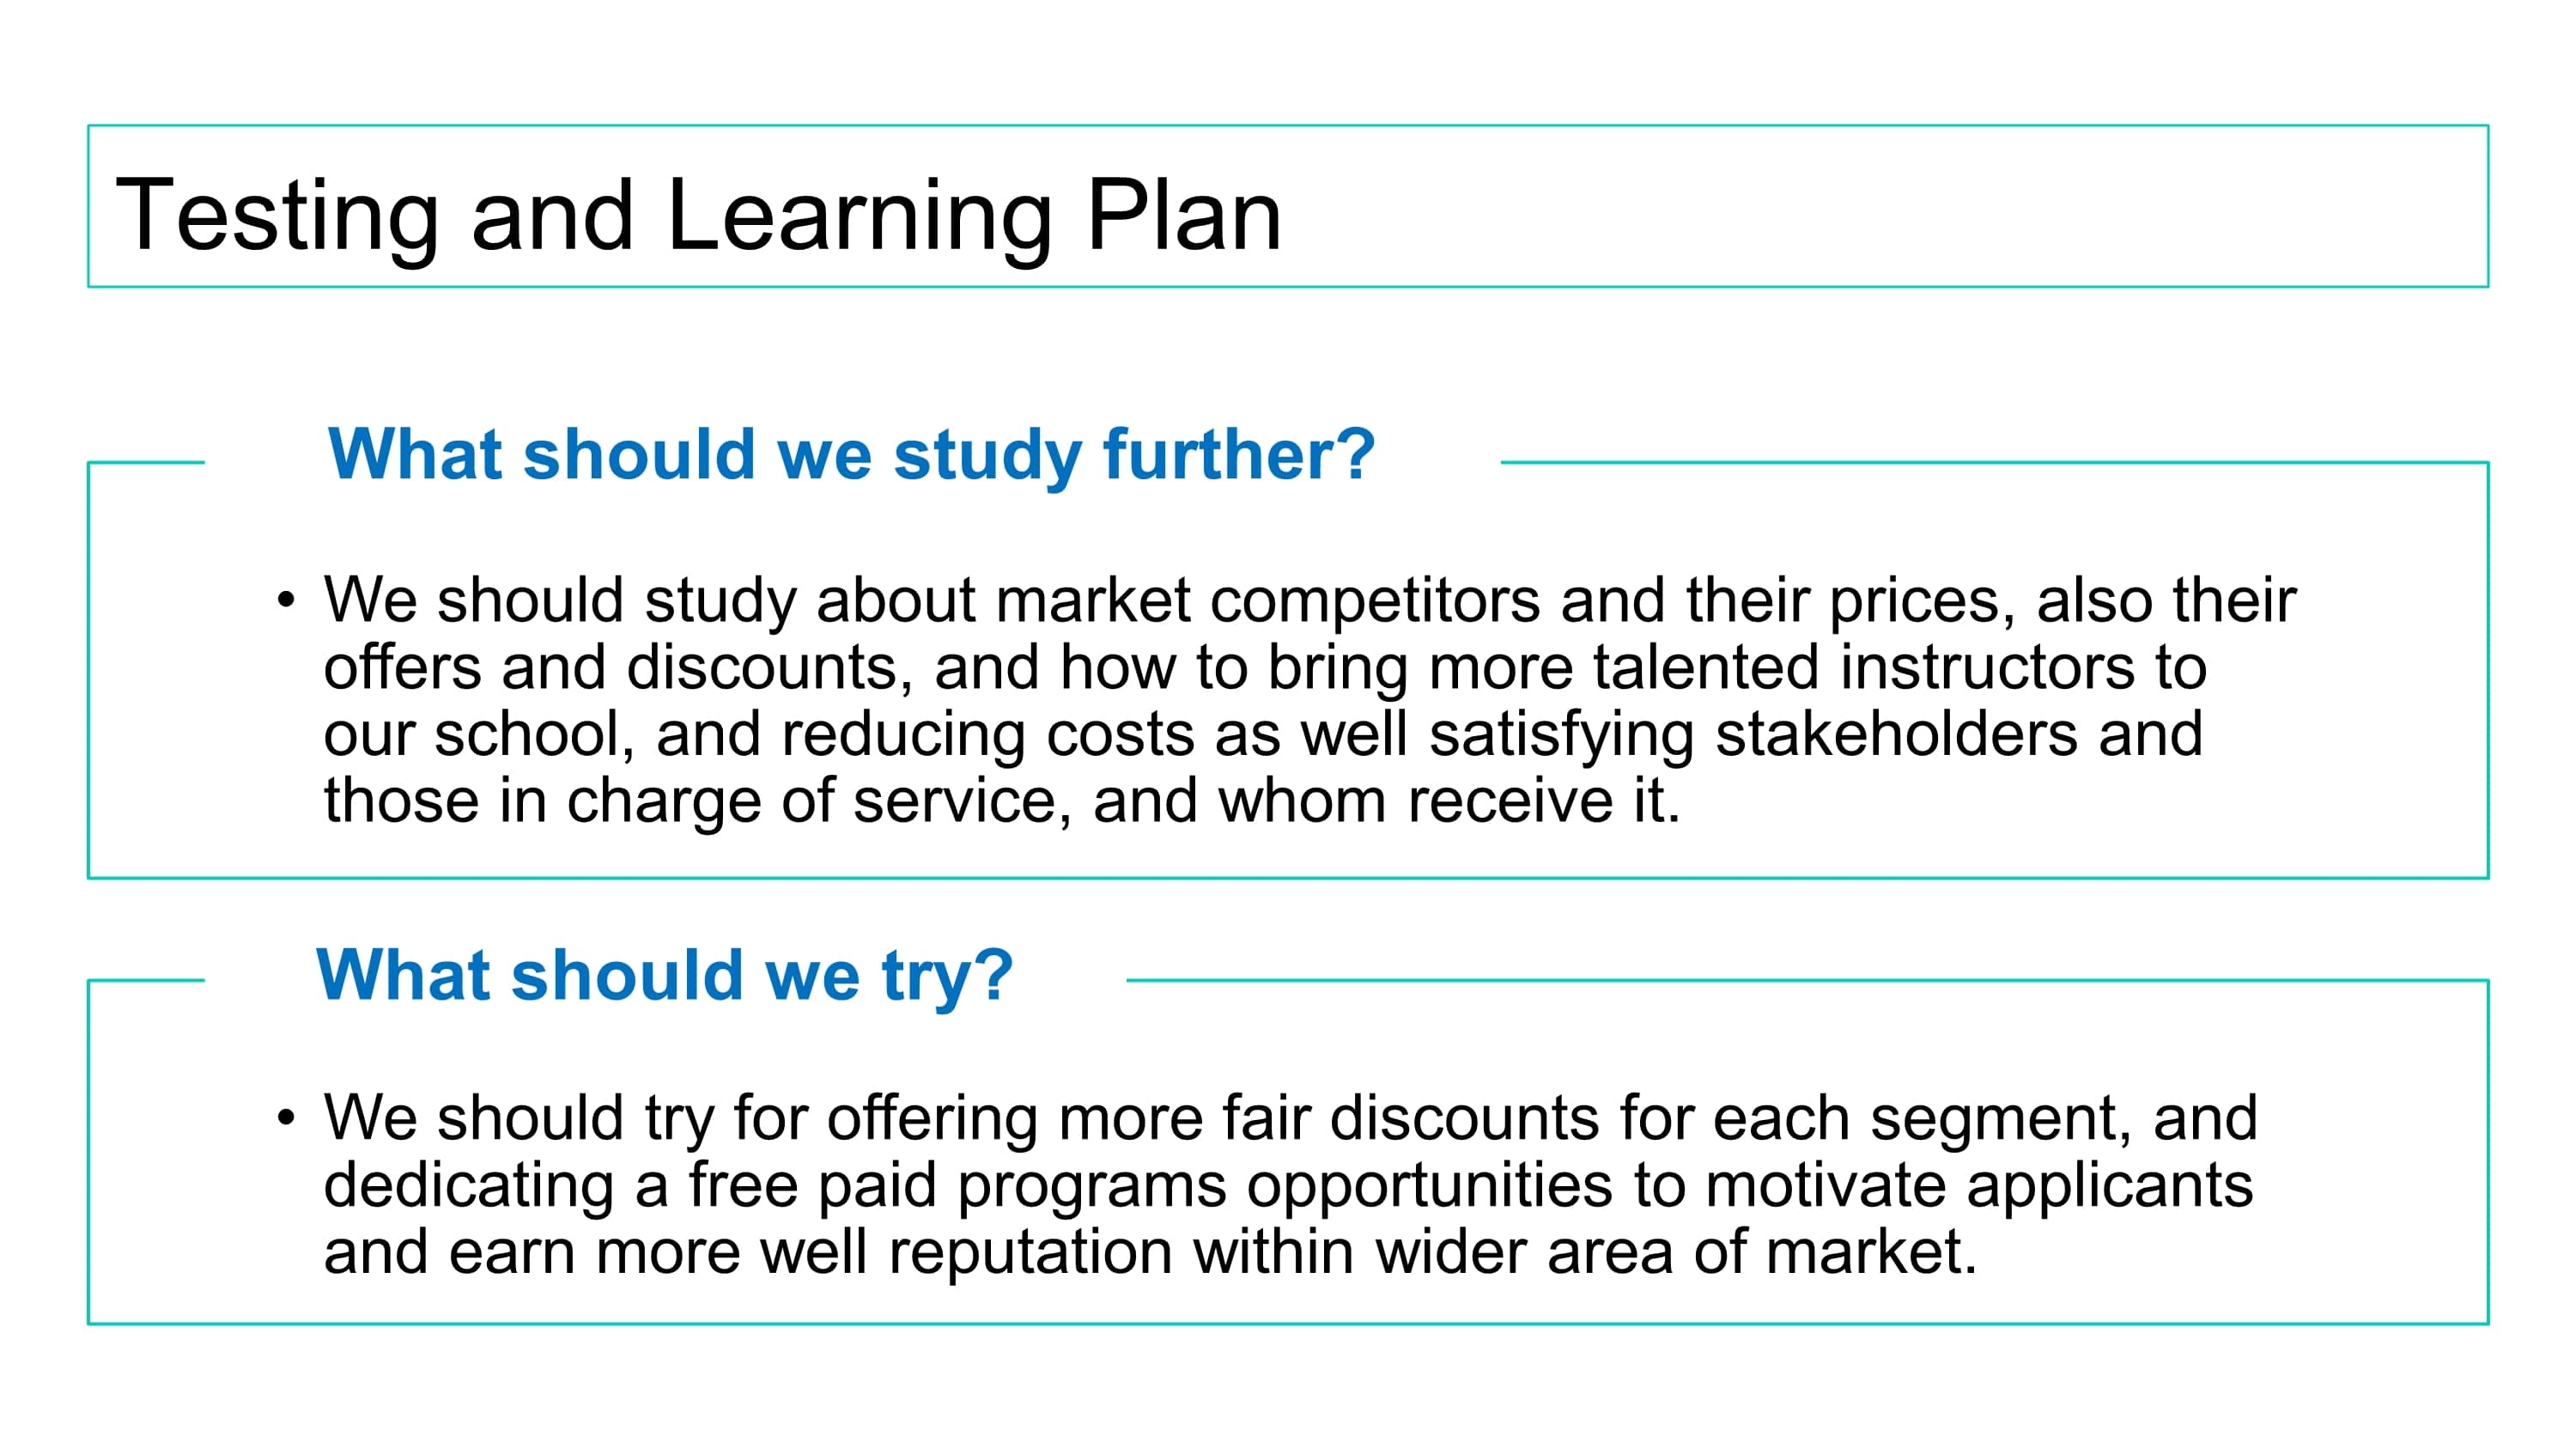 Testing and Learning Plan
What should we study further?
• We should study about market competitors and their prices, also their
offers and discounts, and how to bring more talented instructors to
our school, and reducing costs as well satisfying stakeholders and
those in charge of service, and whom receive it.
What should we try?
• We should try for offering more fair discounts for each segment, and
dedicating a free paid programs opportunities to motivate applicants
and earn more well reputation within wider area of market.